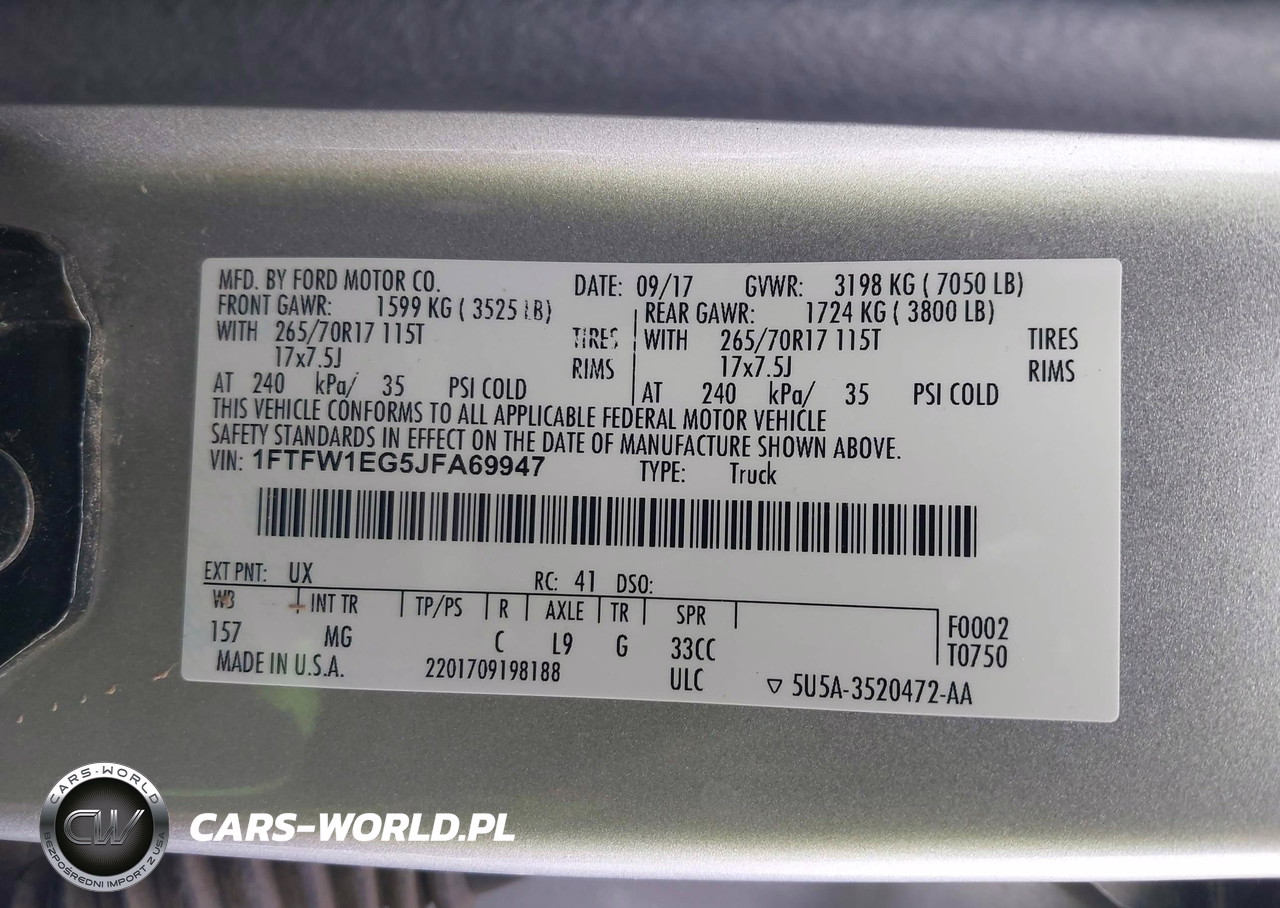 MFD. BY FORD MOTOR CO. DATE: 09/17 GVWR: 3198 KG ( 7050 LB)
FRONT GAWR: 1599 KG ( 3525 LB) REAR GAWR: 1724 KG ( 3800 LB)
WITH 265/70R17 115T TIRES WITH 265/70R17 115T TIRES
17x7.5J RIMS 17x7.5J RIMS
AT 240 kPa/ 35 PSI COLD AT 240 kPa/ 35 PSI COLD
THIS VEHICLE CONFORMS TO ALL APPLICABLE FEDERAL MOTOR VEHICLE
SAFETY STANDARDS IN EFFECT ON THE DATE OF MANUFACTURE SHOWN ABOVE.
VIN: 1FTFW1EG5JFA69947 TYPE: Truck
EXT PNT: UX RC: 41 DSO:
WB INT TR TP/PS R AXLE TR SPR F0002
157 MG C L9 G 33CC T0750
MADE IN U.S.A. 2201709198188 ULC ▽ 5U5A-3520472-AA
CARS-WORLD
CW
BEZPOŚREDNI IMPORT Z USA
CARS-WORLD.PL